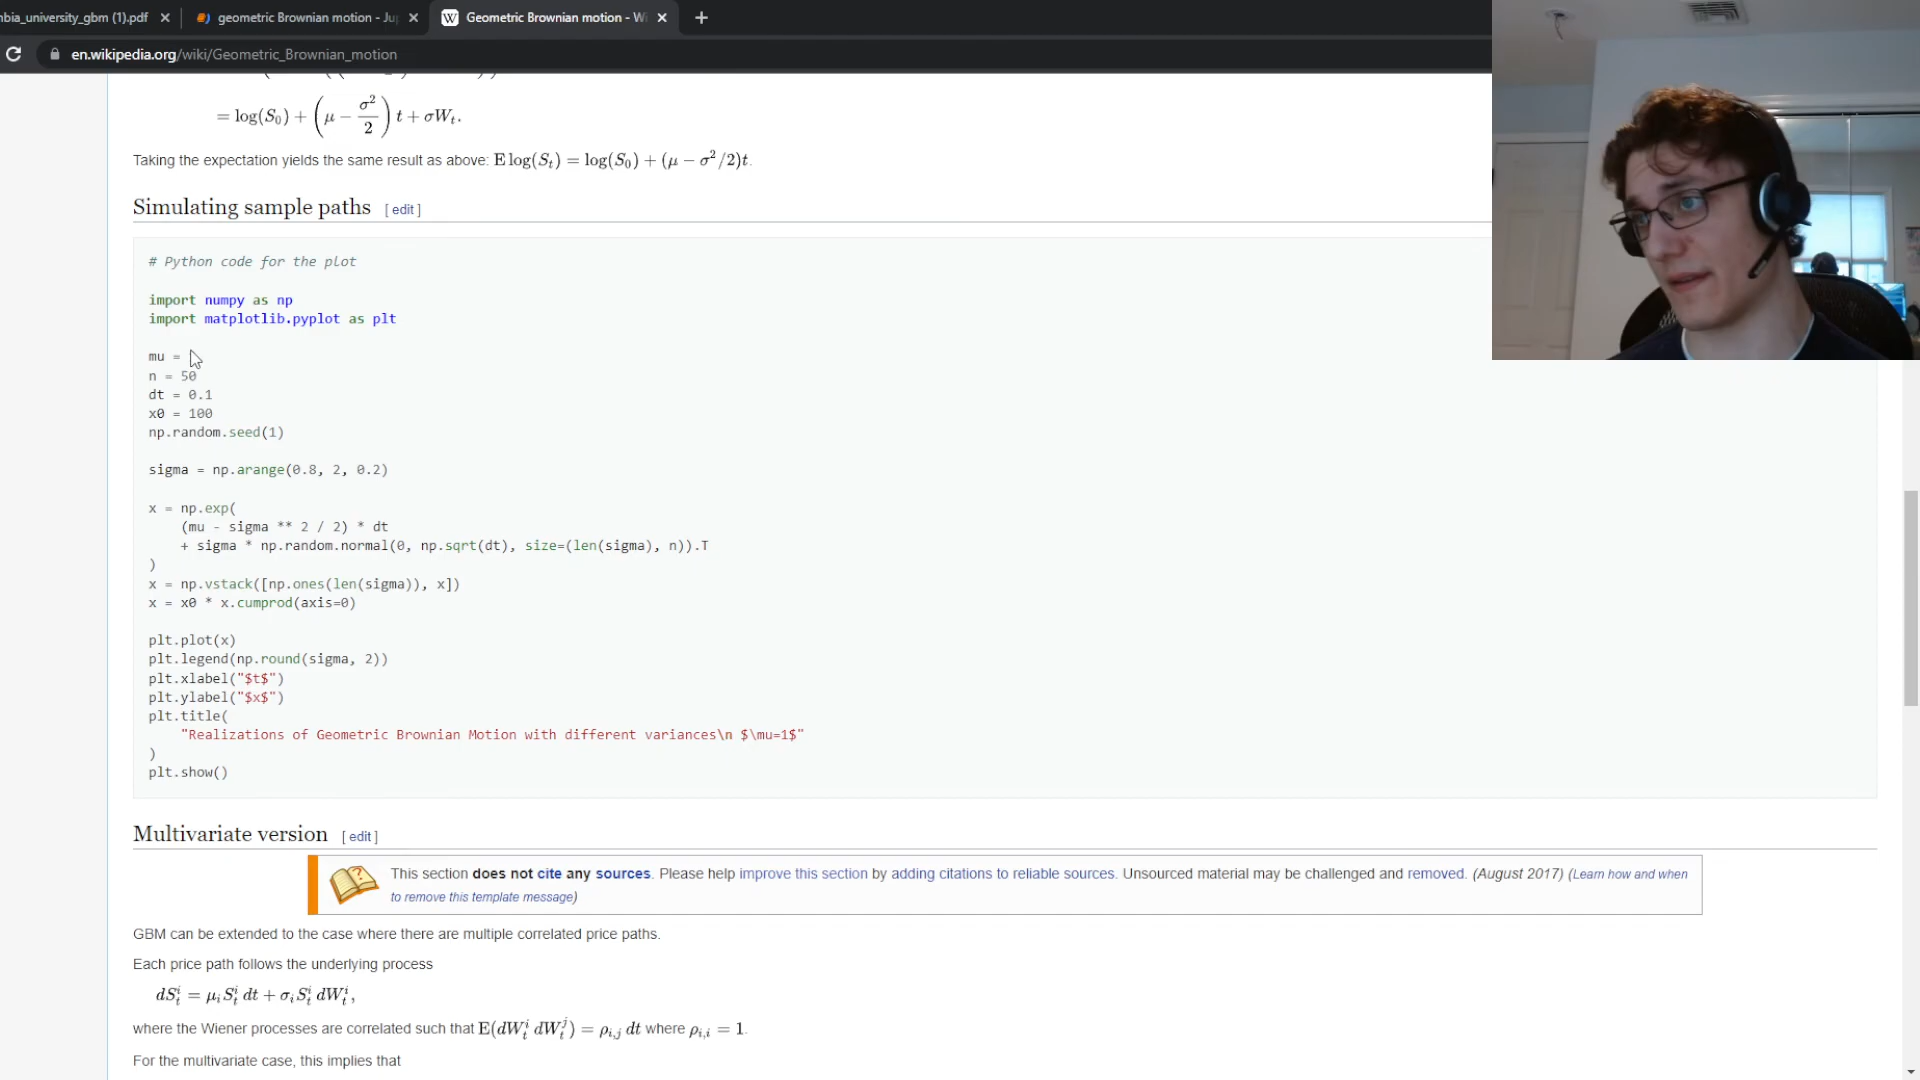 bia_university_gbm (1).pdf
geometric Brownian motion - Ju
Geometric Brownian motion - Wi
en.wikipedia.org/wiki/Geometric_Brownian_motion
= log(S₀) + (μ − σ²/2) t + σWₜ.
Taking the expectation yields the same result as above: E log(Sₜ) = log(S₀) + (μ − σ²/2)t.
Simulating sample paths [ edit ]
# Python code for the plot
import numpy as np
import matplotlib.pyplot as plt
mu =
n = 50
dt = 0.1
x0 = 100
np.random.seed(1)
sigma = np.arange(0.8, 2, 0.2)
x = np.exp(
(mu - sigma ** 2 / 2) * dt
+ sigma * np.random.normal(0, np.sqrt(dt), size=(len(sigma), n)).T
)
x = np.vstack([np.ones(len(sigma)), x])
x = x0 * x.cumprod(axis=0)
plt.plot(x)
plt.legend(np.round(sigma, 2))
plt.xlabel("$t$")
plt.ylabel("$x$")
plt.title(
"Realizations of Geometric Brownian Motion with different variances\n $\mu=1$"
)
plt.show()
Multivariate version [ edit ]
This section does not cite any sources. Please help improve this section by adding citations to reliable sources. Unsourced material may be challenged and removed. (August 2017) (Learn how and when
to remove this template message)
GBM can be extended to the case where there are multiple correlated price paths.
Each price path follows the underlying process
dSₜⁱ = μᵢSₜⁱ dt + σᵢSₜⁱ dWₜⁱ,
where the Wiener processes are correlated such that E(dWₜⁱ dWₜʲ) = ρᵢ,ⱼ dt where ρᵢ,ᵢ = 1.
For the multivariate case, this implies that